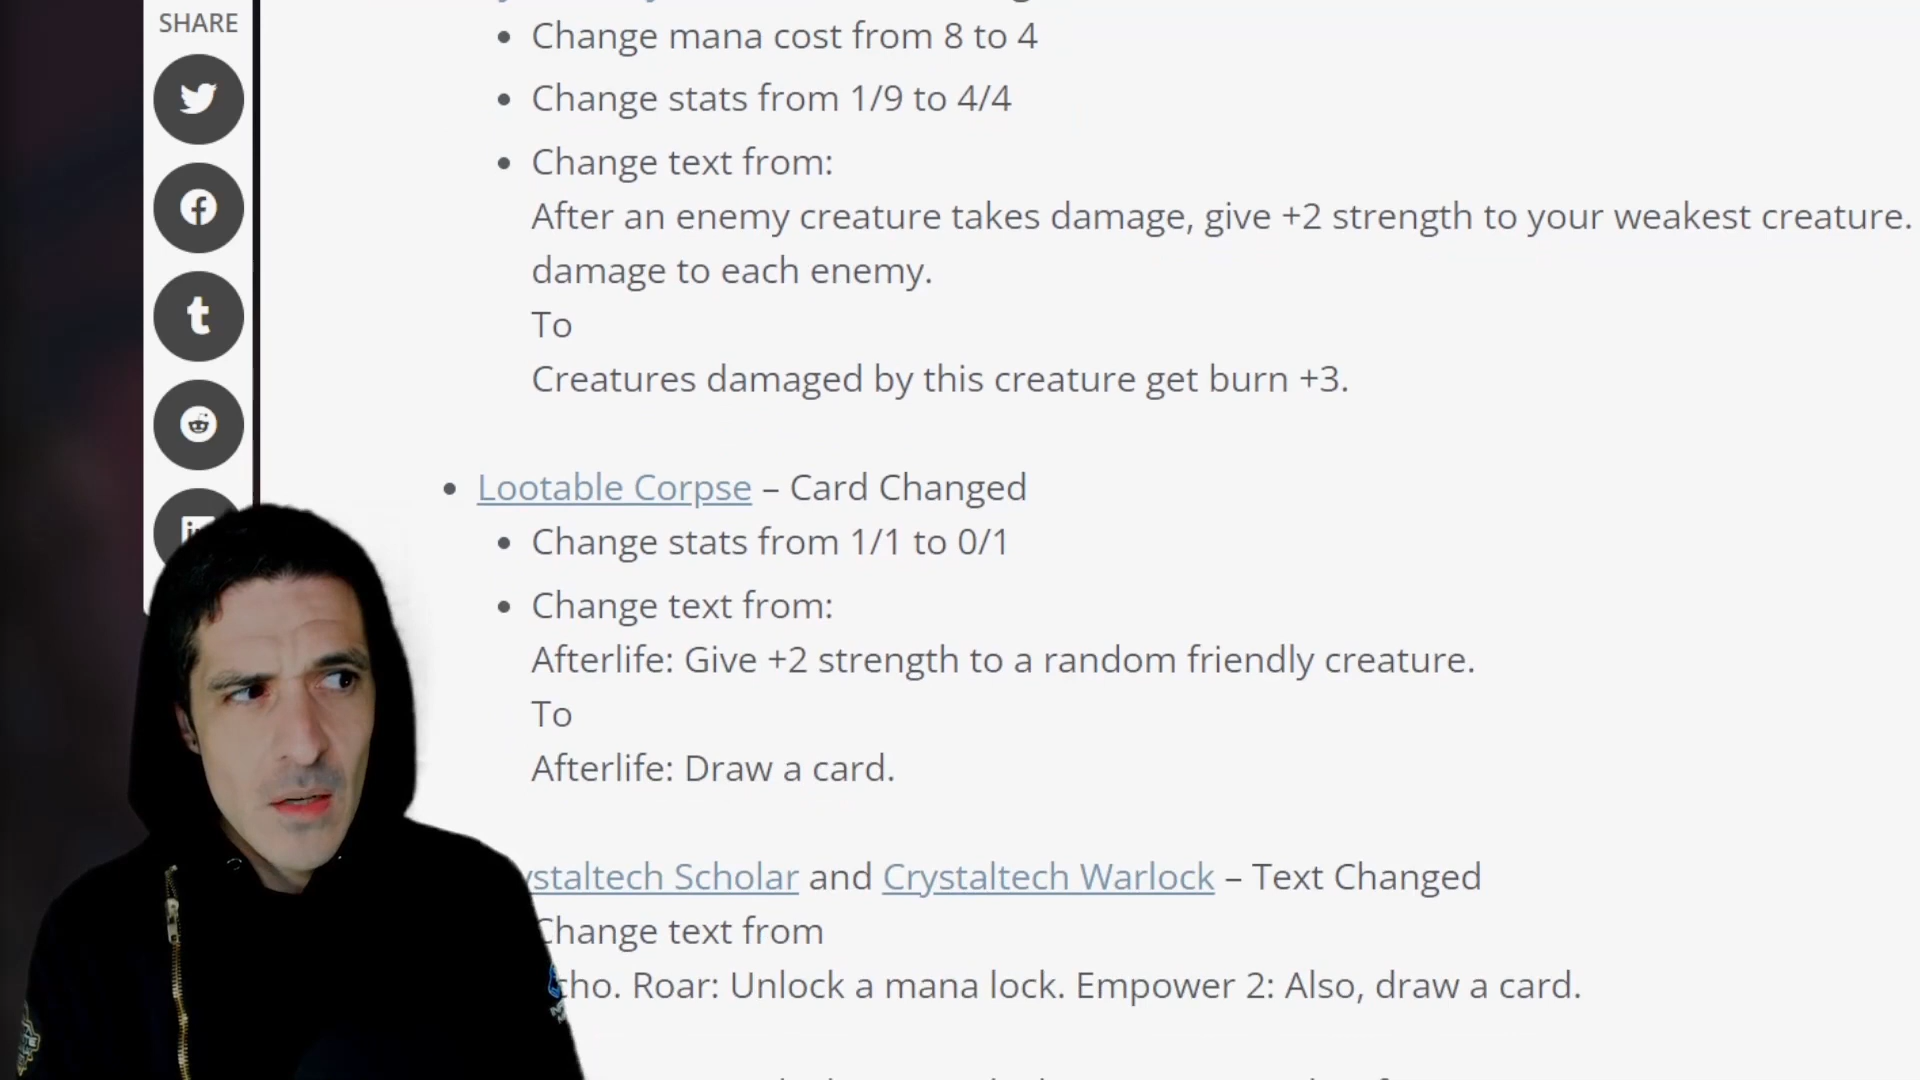 SHARE
Change mana cost from 8 to 4
Change stats from 1/9 to 4/4
Change text from:
After an enemy creature takes damage, give +2 strength to your weakest creature.
damage to each enemy.
To
Creatures damaged by this creature get burn +3.
Lootable Corpse – Card Changed
Change stats from 1/1 to 0/1
Change text from:
Afterlife: Give +2 strength to a random friendly creature.
To
Afterlife: Draw a card.
ystaltech Scholar and Crystaltech Warlock – Text Changed
Change text from
cho. Roar: Unlock a mana lock. Empower 2: Also, draw a card.